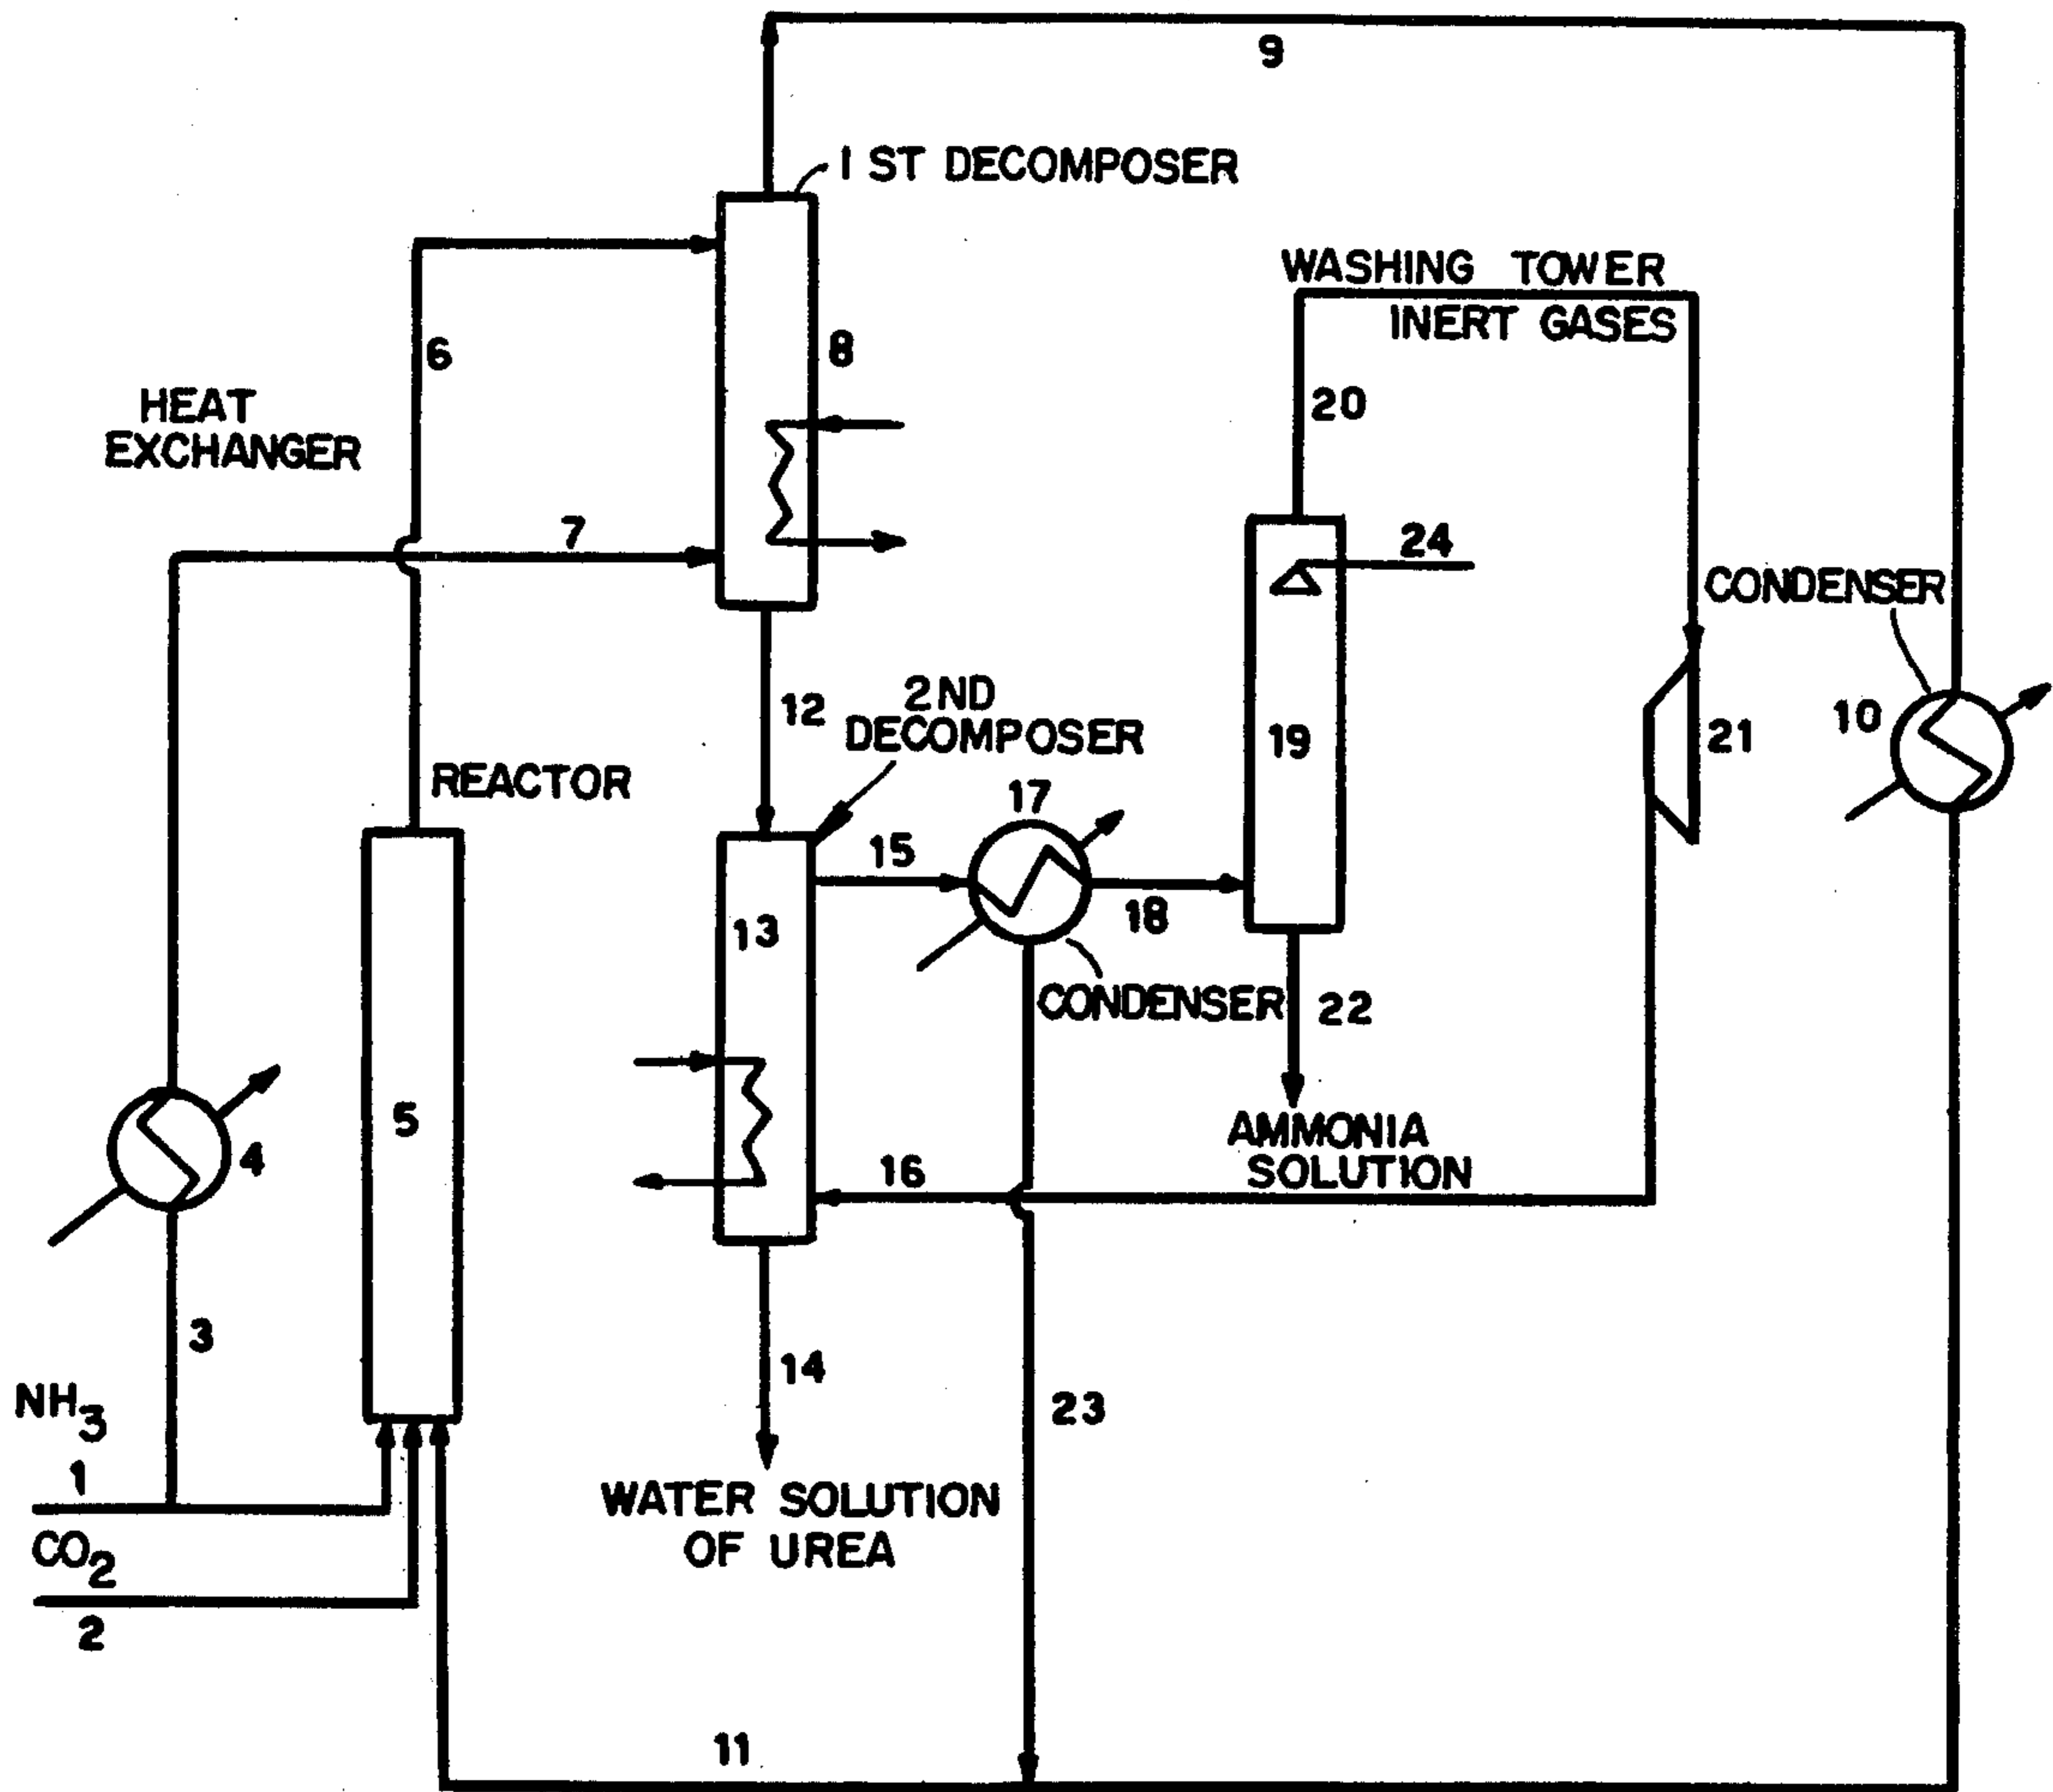 9
1 ST DECOMPOSER
WASHING TOWER
INERT GASES
6
8
HEAT
EXCHANGER
20
7
24
CONDENSER
12
2ND
DECOMPOSER
19
21
10
REACTOR
17
15
13
18
CONDENSER
22
5
4
AMMONIA
SOLUTION
16
3
14
NH3
1
23
WATER SOLUTION
OF UREA
CO2
2
11